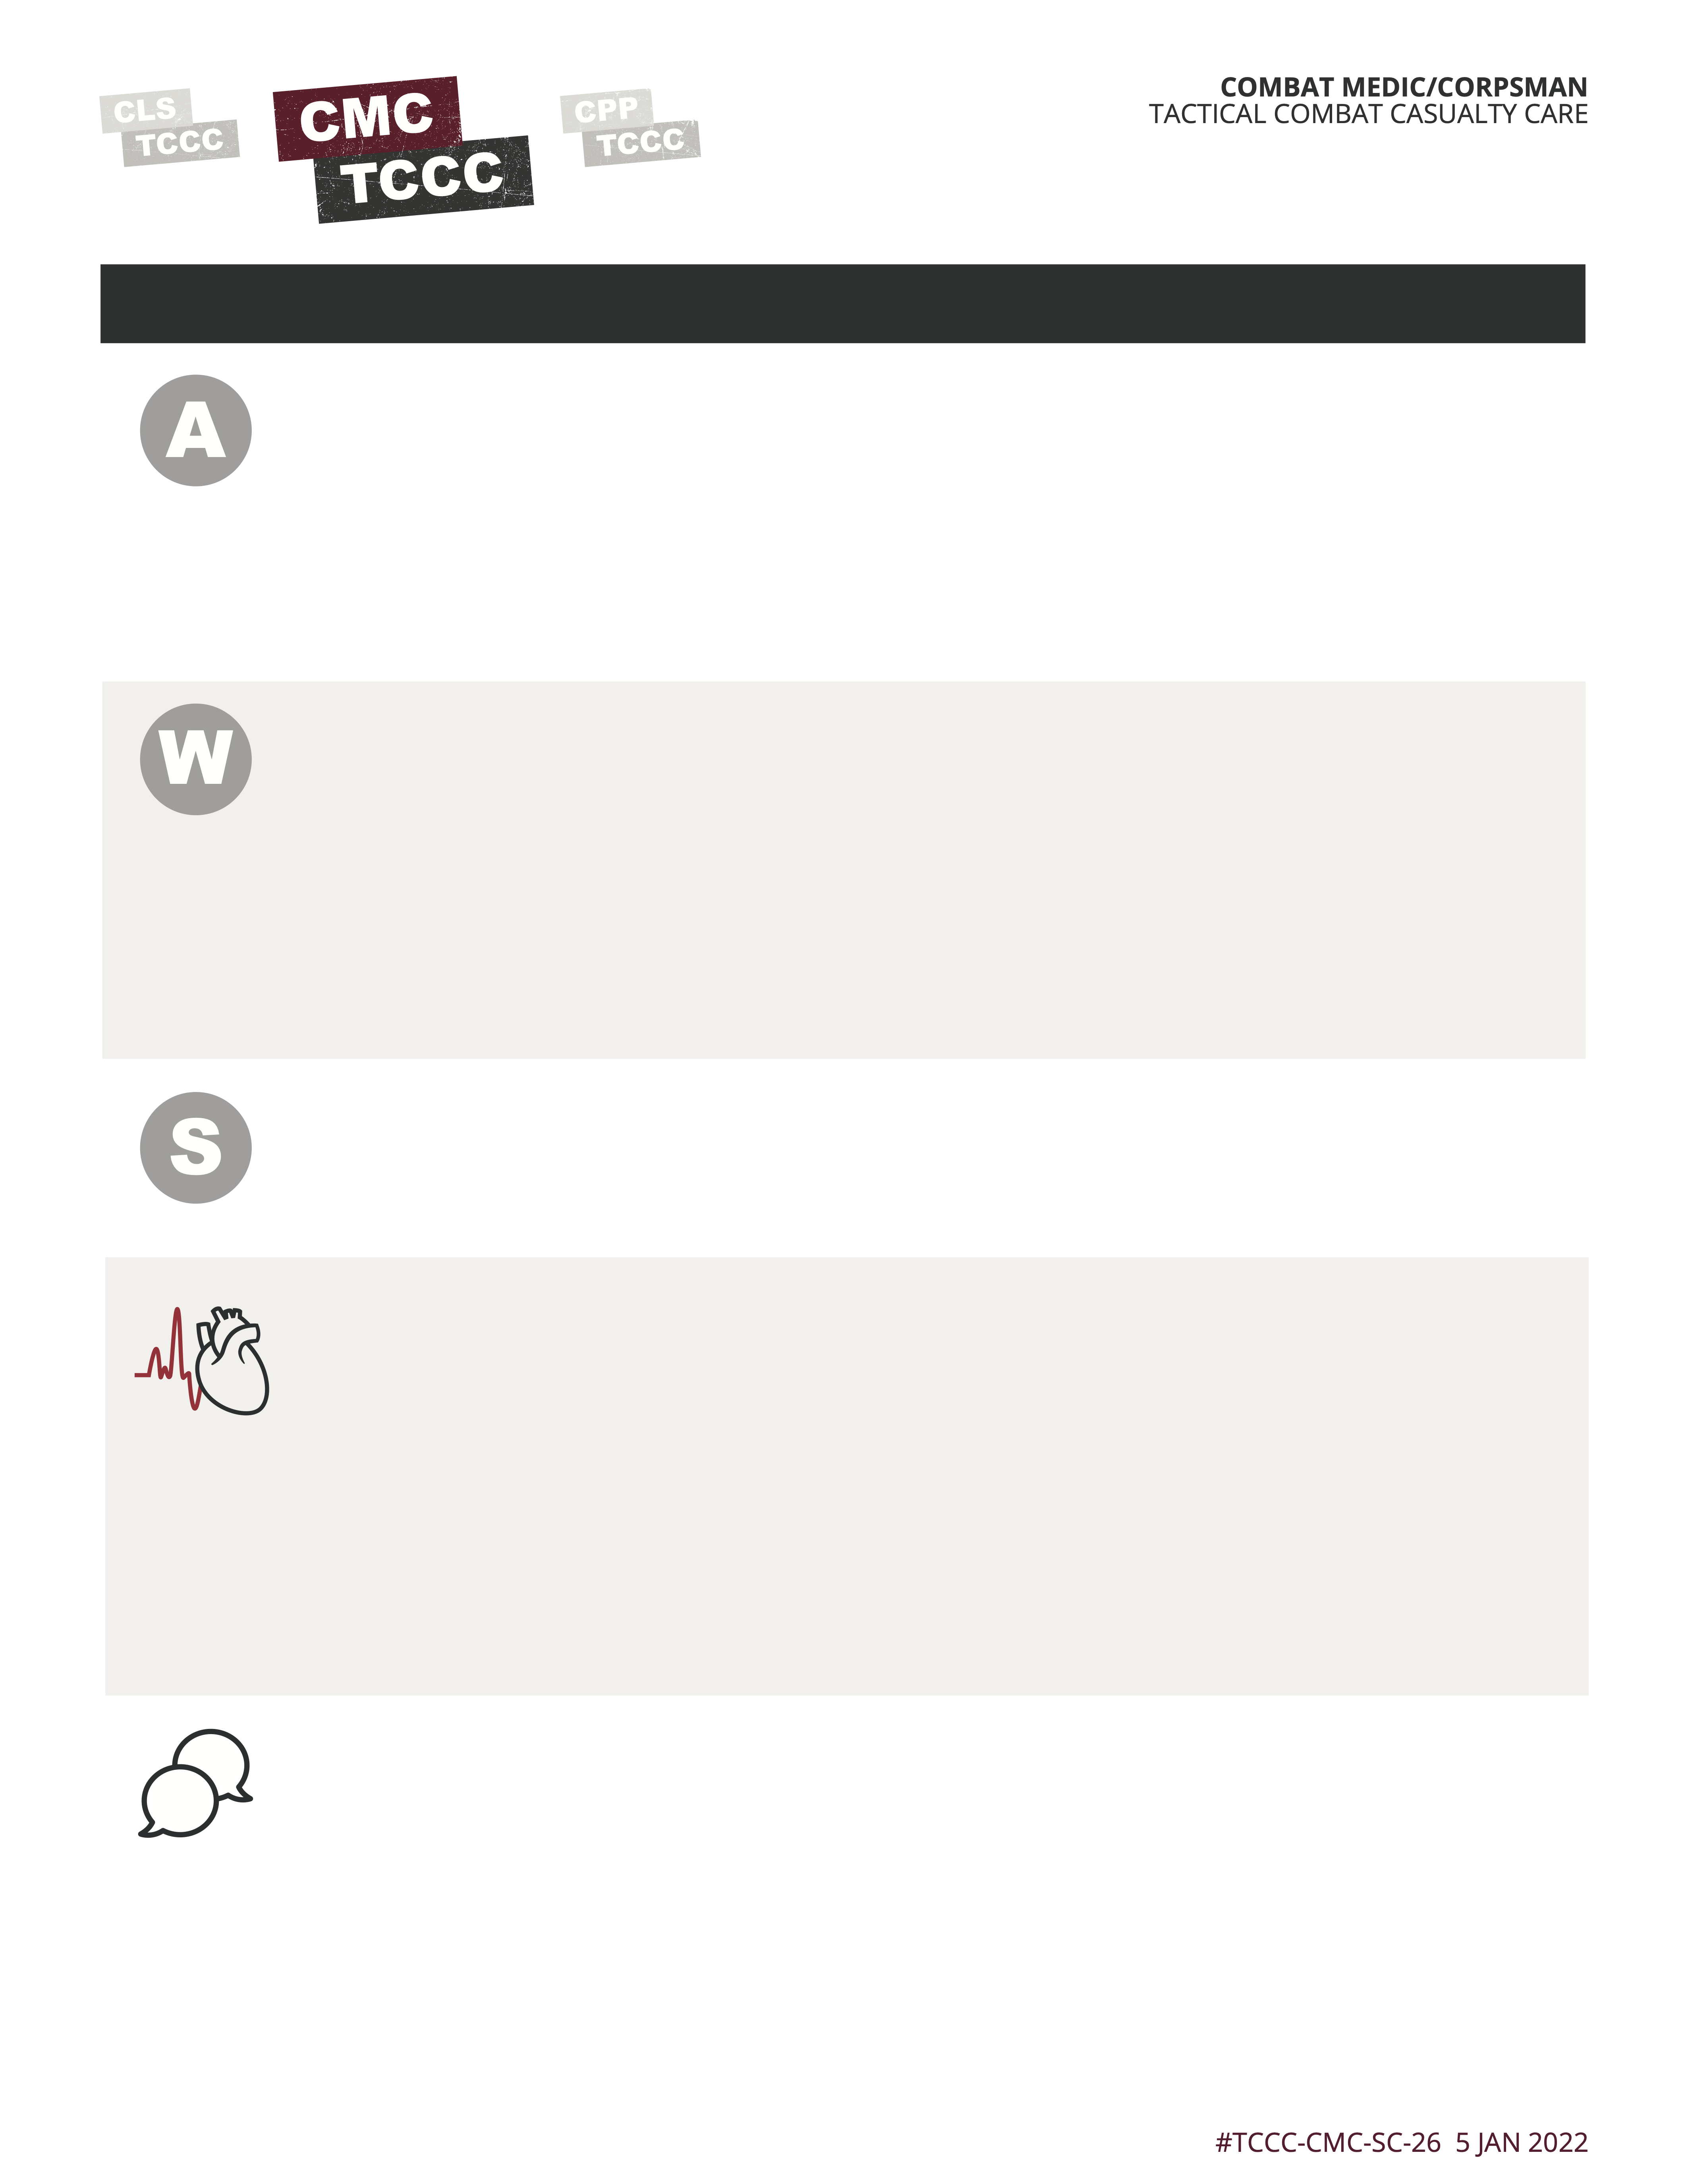 CLS
TCCC
CMC
TCCC
CPP
TCCC
COMBAT MEDIC/CORPSMAN
TACTICAL COMBAT CASUALTY CARE
A
W
S
#TCCC-CMC-SC-26 5 JAN 2022